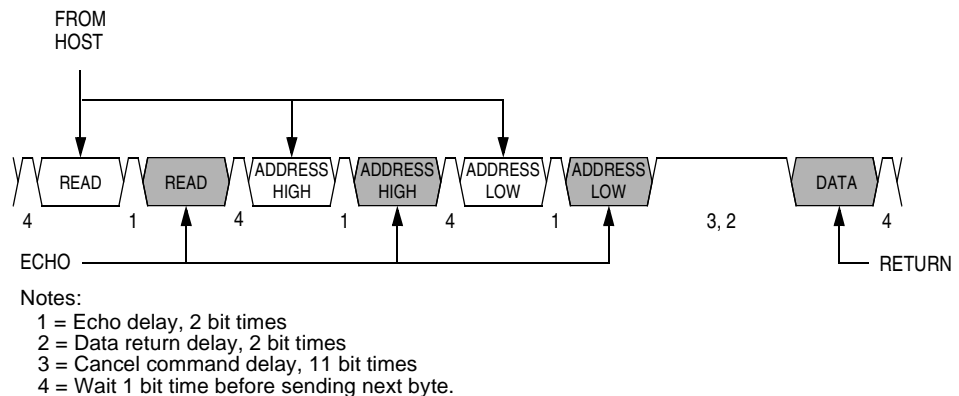 FROM
HOST
READ READ ADDRESS HIGH ADDRESS HIGH ADDRESS LOW ADDRESS LOW DATA
4 1 4 1 4 1 3, 2 4
ECHO RETURN
Notes:
1 = Echo delay, 2 bit times
2 = Data return delay, 2 bit times
3 = Cancel command delay, 11 bit times
4 = Wait 1 bit time before sending next byte.